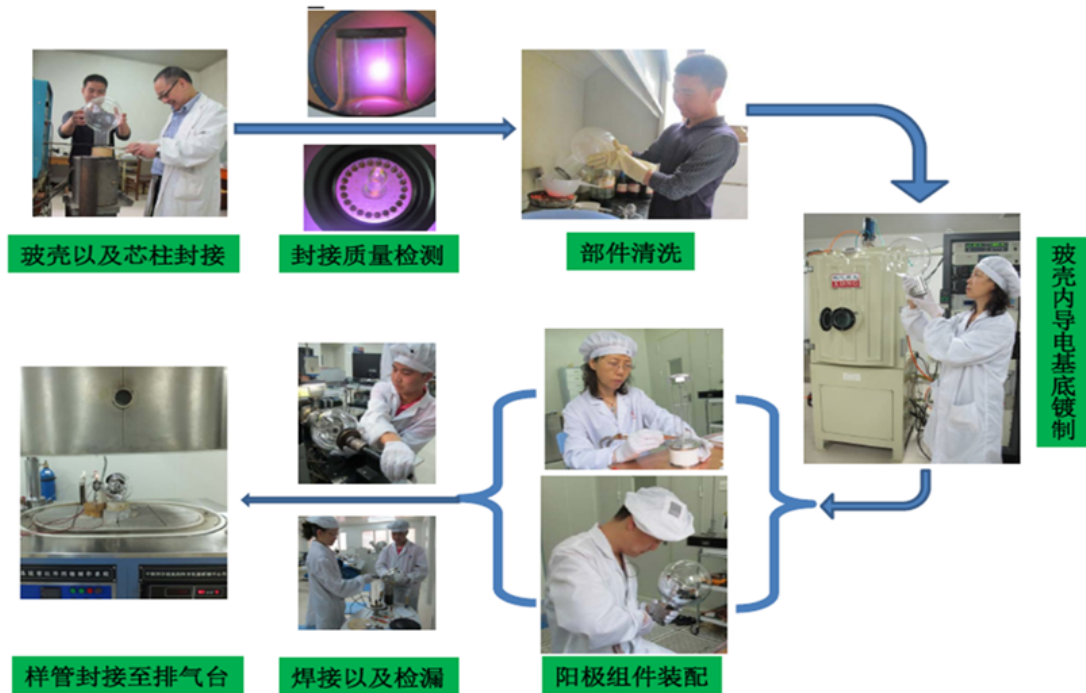 玻壳以及芯柱封接
封接质量检测
部件清洗
玻壳内导电基底镀制
样管封接至排气台
焊接以及检漏
阳极组件装配